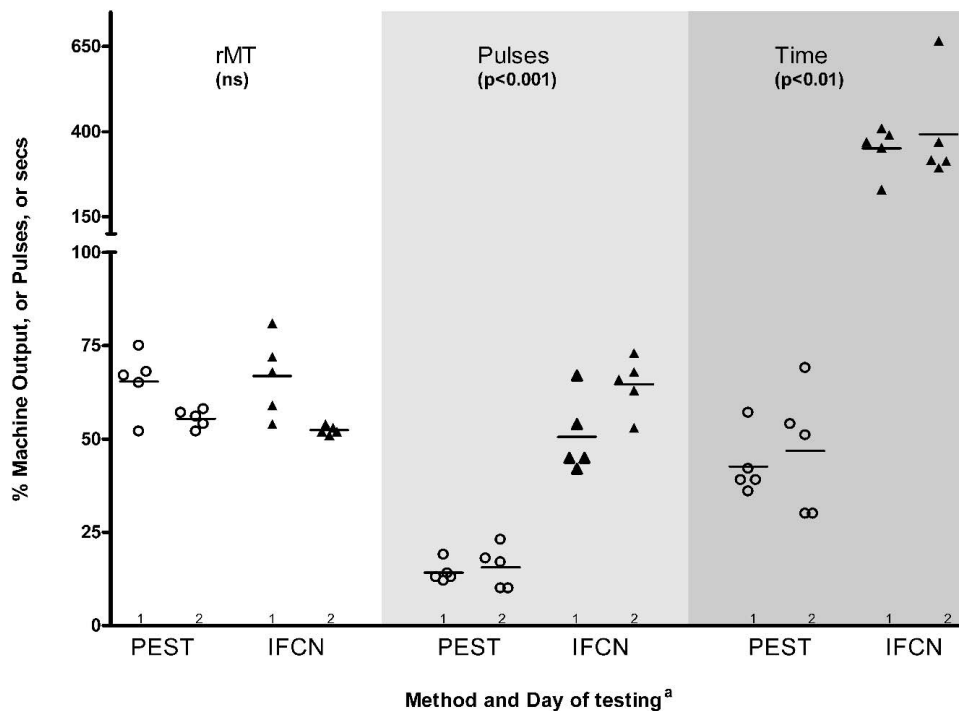 rMT
(ns)
Pulses
(p<0.001)
Time
(p<0.01)
% Machine Output, or Pulses, or secs
650
400
150
100
75
50
25
0
1 2 1 2 1 2 1 2 1 2 1 2
PEST IFCN PEST IFCN PEST IFCN
Method and Day of testing a